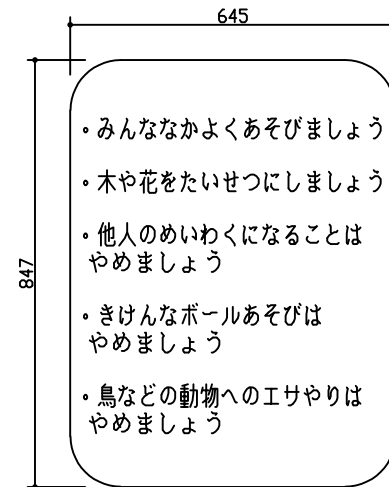 645
847
・みんななかよくあそびましょう
・木や花をたいせつにしましょう
・他人のめいわくになることは
やめましょう
・きけんなボールあそびは
やめましょう
・鳥などの動物へのエサやりは
やめましょう